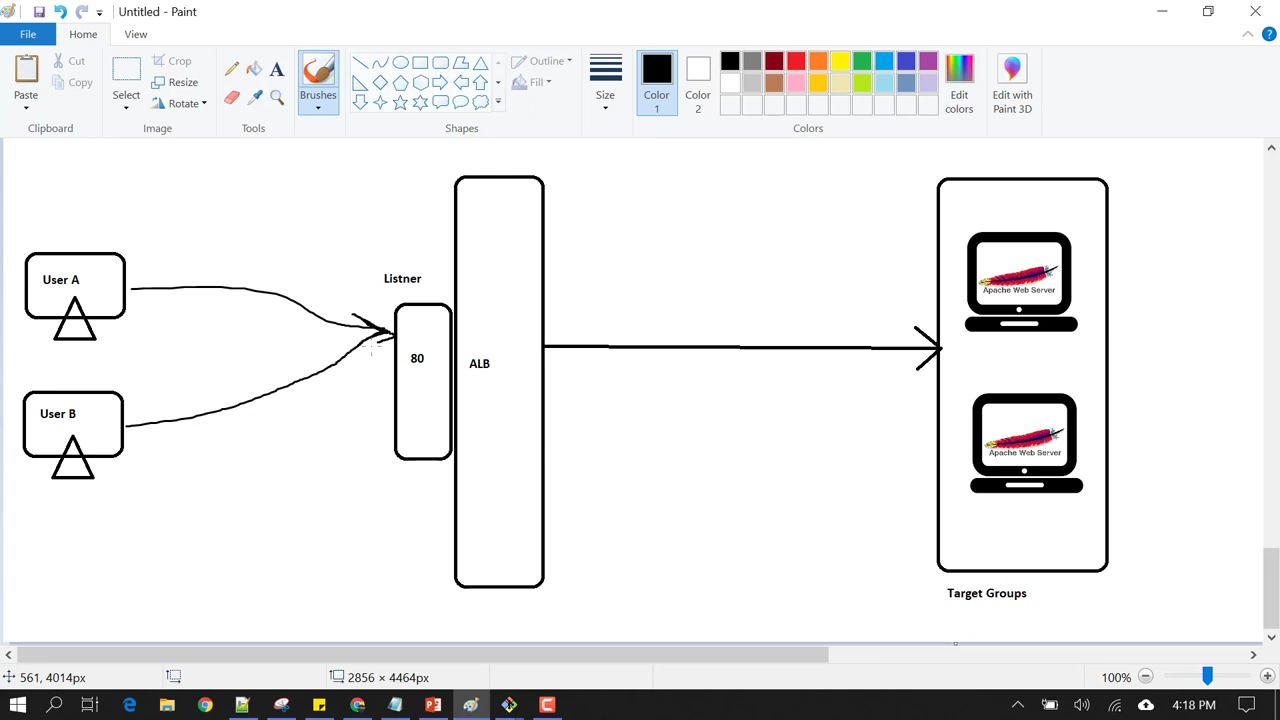 Untitled - Paint
File
Home
View
Paste
Cut
Copy
Clipboard
Select
Crop
Resize
Rotate
Image
Tools
Brushes
Shapes
Outline
Fill
Size
Color
1
Color
2
Colors
Edit
colors
Edit with
Paint 3D
User A
User B
Listner
80
ALB
Apache Web Server
Apache Web Server
Target Groups
561, 4014px
2856 × 4464px
100%
4:18 PM